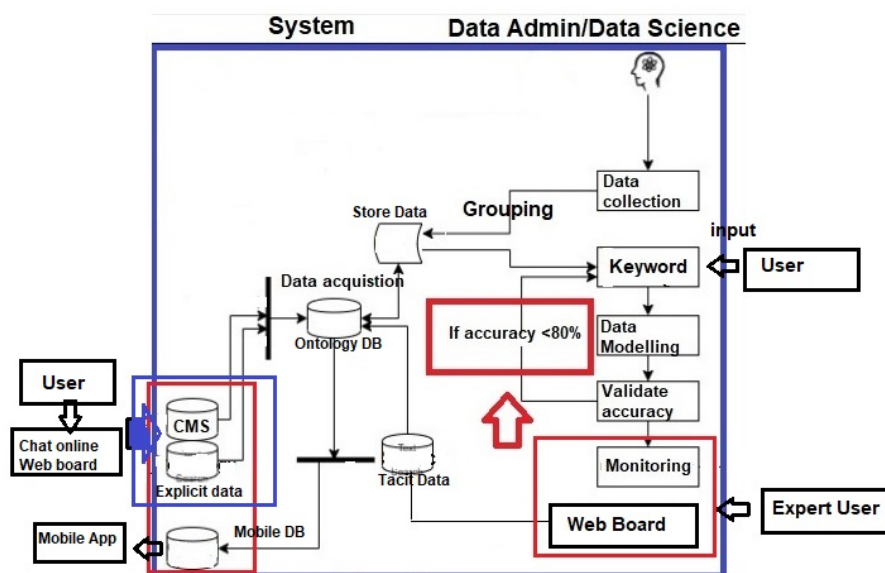 System
Data Admin/Data Science
Data
collection
Grouping
Store Data
input
Keyword
User
Data acquistion
Ontology DB
If accuracy <80%
Data
Modelling
User
Validate
accuracy
CMS
Chat online
Web board
Explicit data
Text
Tacit Data
Monitoring
Expert User
Web Board
Mobile App
Mobile DB